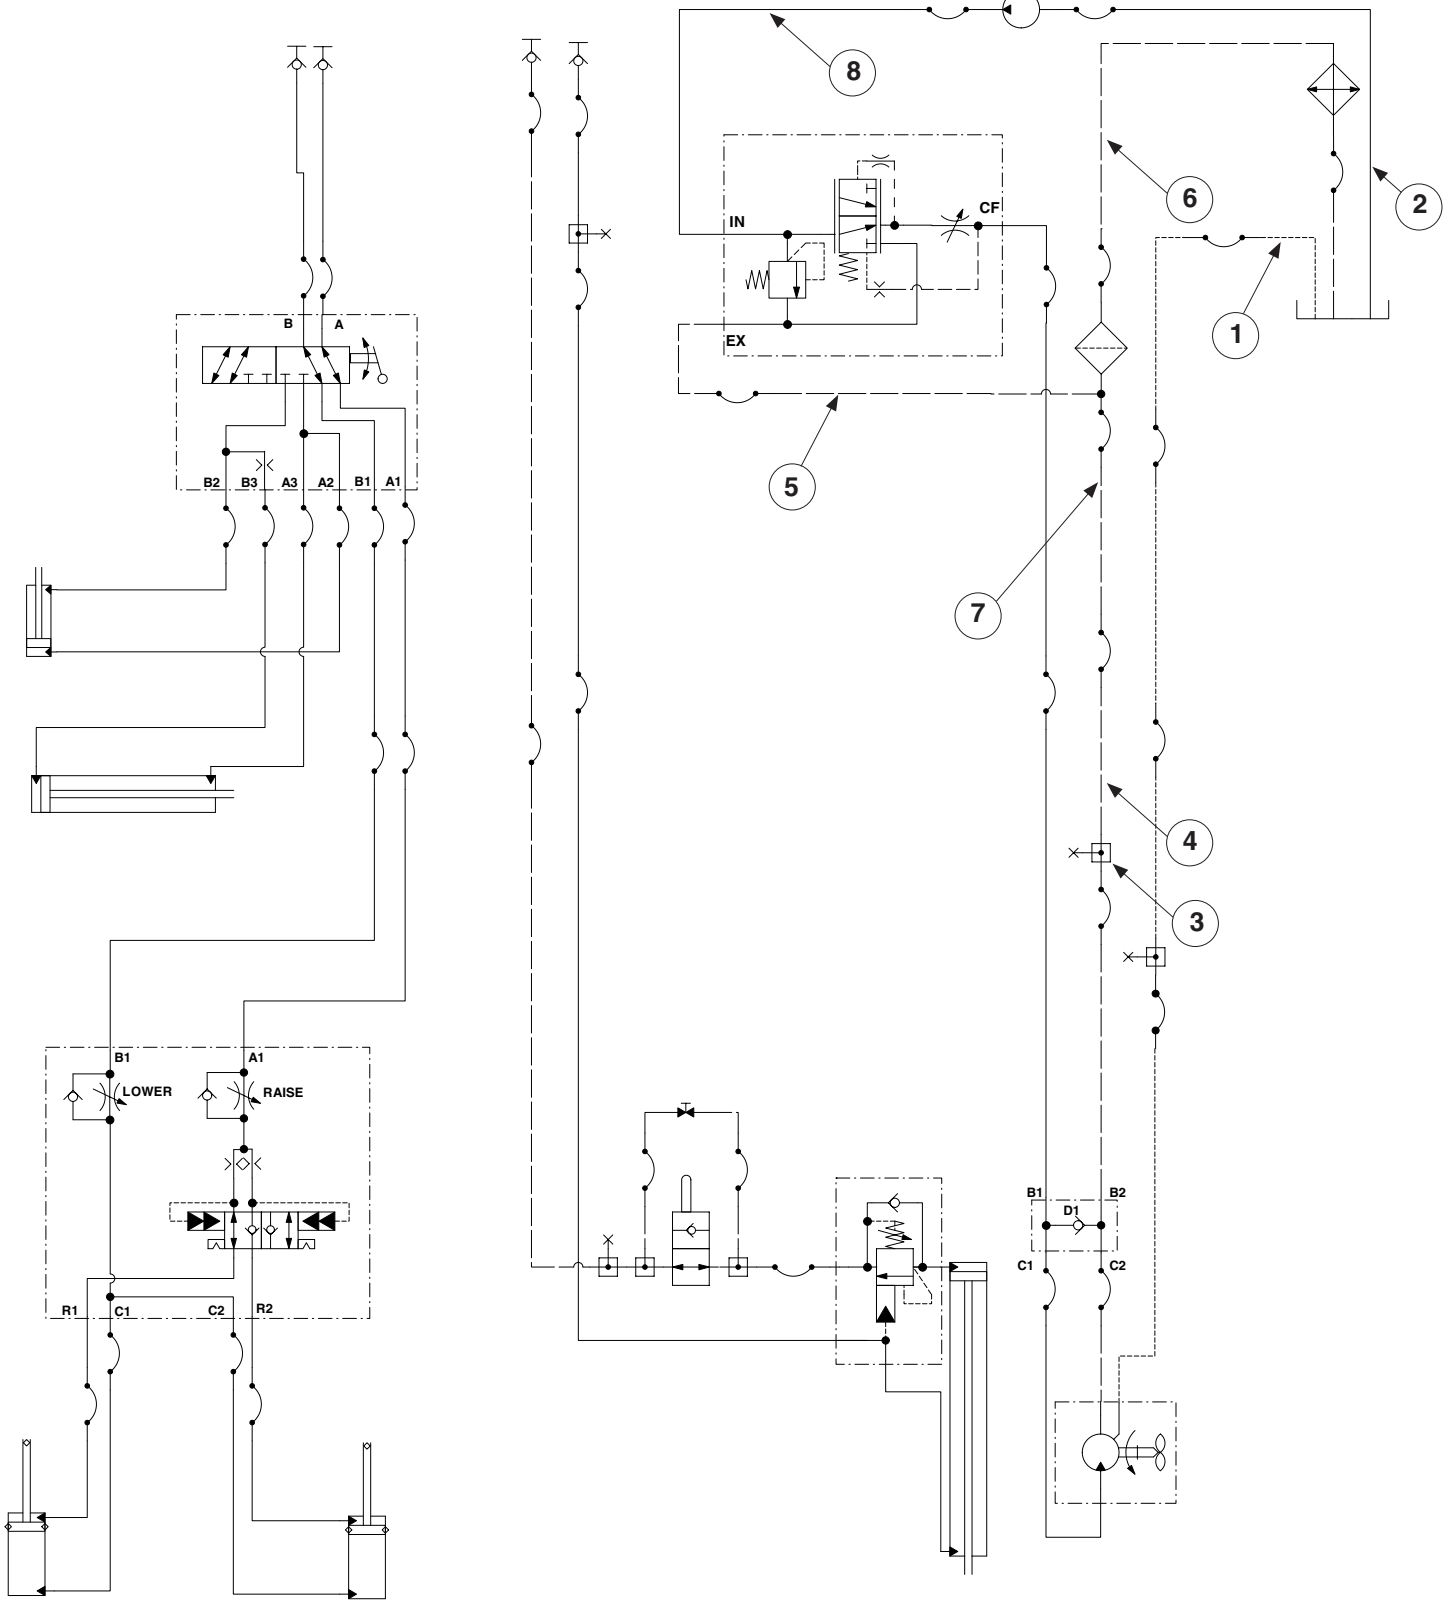 8
6
2
IN
CF
1
B A
EX
5
B2 B3 A3 A2 B1 A1
7
4
3
B1 A1
LOWER RAISE
B1 B2
D1
C1 C2
R1 C1 C2 R2